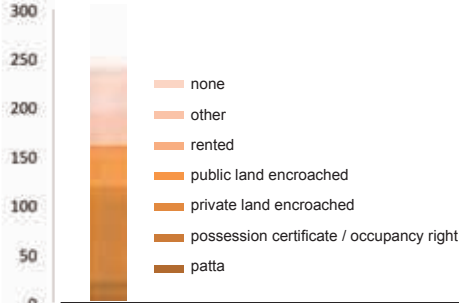 300
250
200
150
100
50
0
none
other
rented
public land encroached
private land encroached
possession certificate / occupancy right
patta